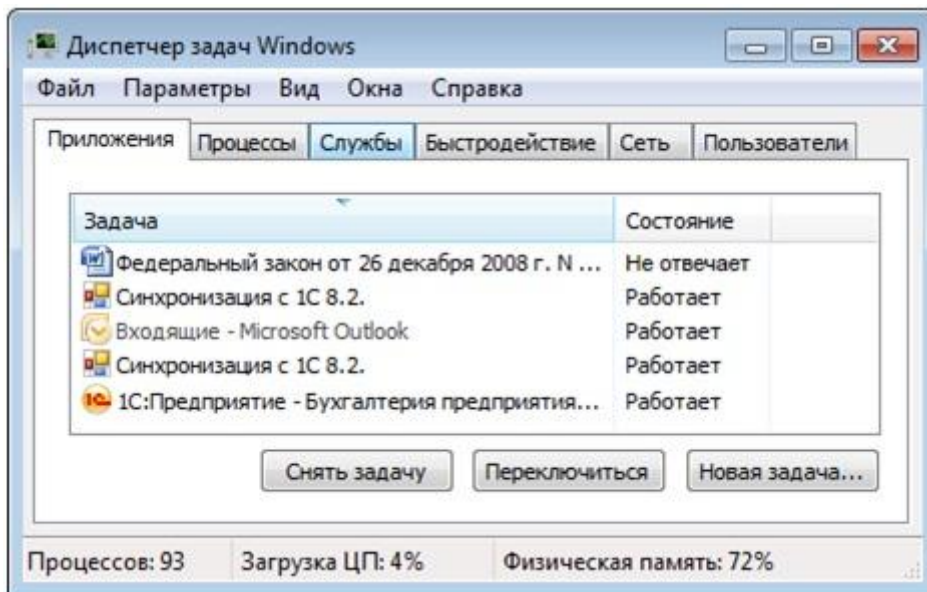 Диспетчер задач Windows
Файл Параметры Вид Окна Справка
Приложения Процессы Службы Быстродействие Сеть Пользователи
Задача Состояние
Федеральный закон от 26 декабря 2008 г. N ... Не отвечает
Синхронизация с 1С 8.2. Работает
Входящие - Microsoft Outlook Работает
Синхронизация с 1С 8.2. Работает
1С:Предприятие - Бухгалтерия предприятия... Работает
Снять задачу Переключиться Новая задача...
Процессов: 93 Загрузка ЦП: 4% Физическая память: 72%